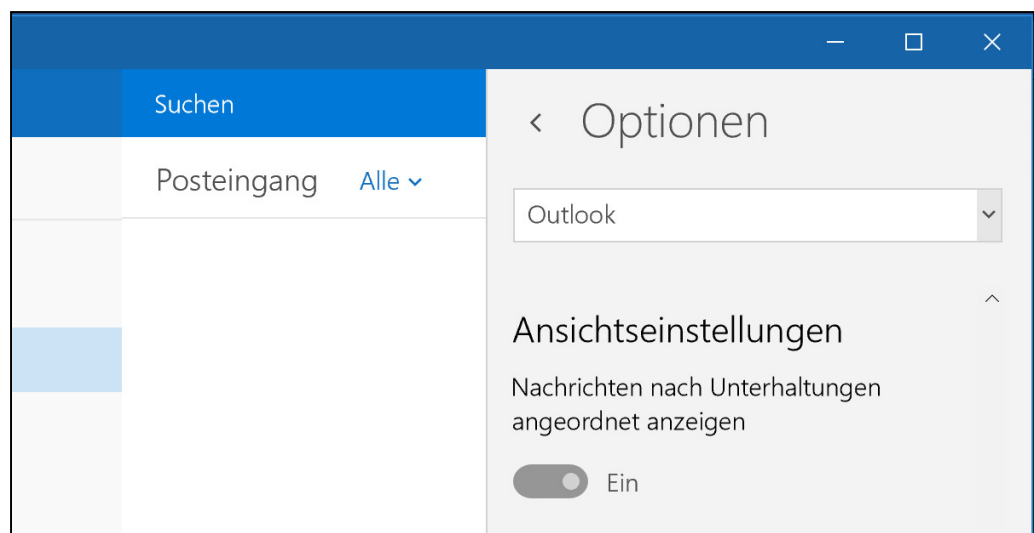 Suchen
Posteingang Alle
Optionen
Outlook
Ansichtseinstellungen
Nachrichten nach Unterhaltungen
angeordnet anzeigen
Ein